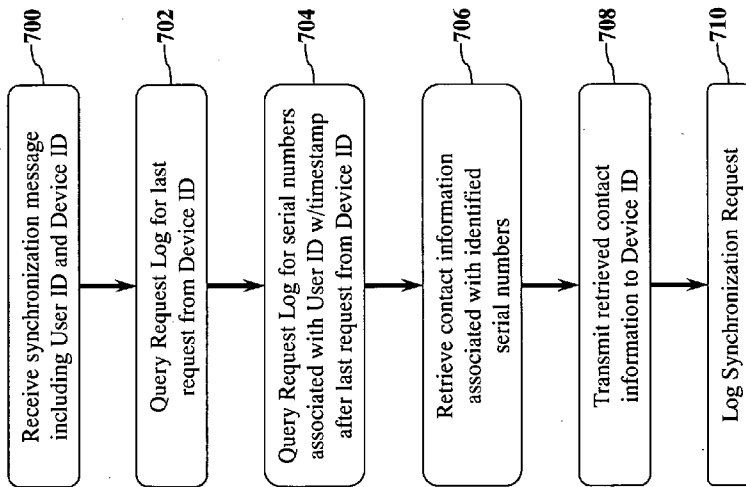 700
Receive synchronization message
including User ID and Device ID
702
Query Request Log for last
request from Device ID
704
Query Request Log for serial numbers
associated with User ID w/timestamp
after last request from Device ID
706
Retrieve contact information
associated with identified
serial numbers
708
Transmit retrieved contact
information to Device ID
710
Log Synchronization Request